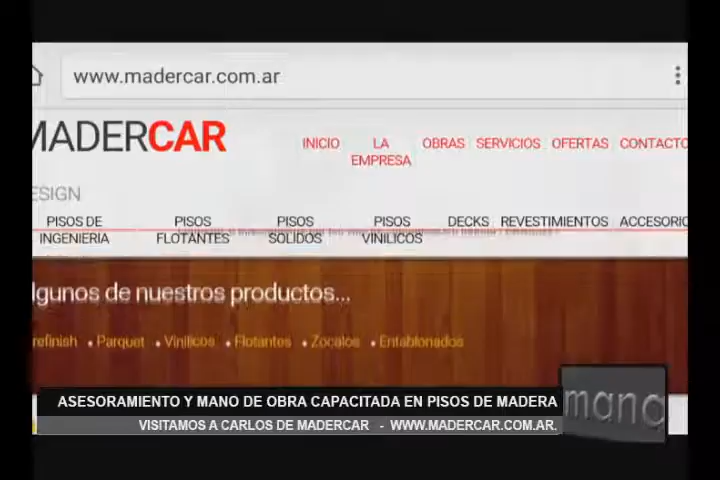 www.madercar.com.ar
MADERCAR
INICIO LA EMPRESA OBRAS SERVICIOS OFERTAS CONTACTO
ESIGN
PISOS DE INGENIERIA PISOS FLOTANTES PISOS SOLIDOS PISOS VINILICOS DECKS REVESTIMIENTOS ACCESORIO
lgunos de nuestros productos...
refinish • Parquet • Vinilicos • Flotantes • Zocalos • Entablonados
ASESORAMIENTO Y MANO DE OBRA CAPACITADA EN PISOS DE MADERA
VISITAMOS A CARLOS DE MADERCAR - WWW.MADERCAR.COM.AR.
mano